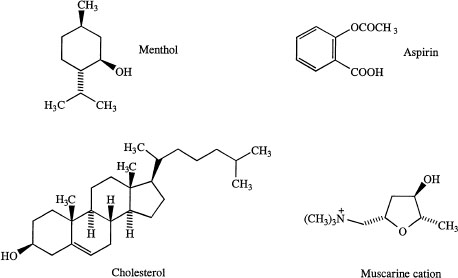 CH₃
OH
H₃C CH₃
Menthol
OCOCH₃
COOH
Aspirin
H₃C
CH₃
CH₃
H₃C
H₃C
H
H H
HO
Cholesterol
OH
(CH₃)₃N⁺
O
CH₃
Muscarine cation